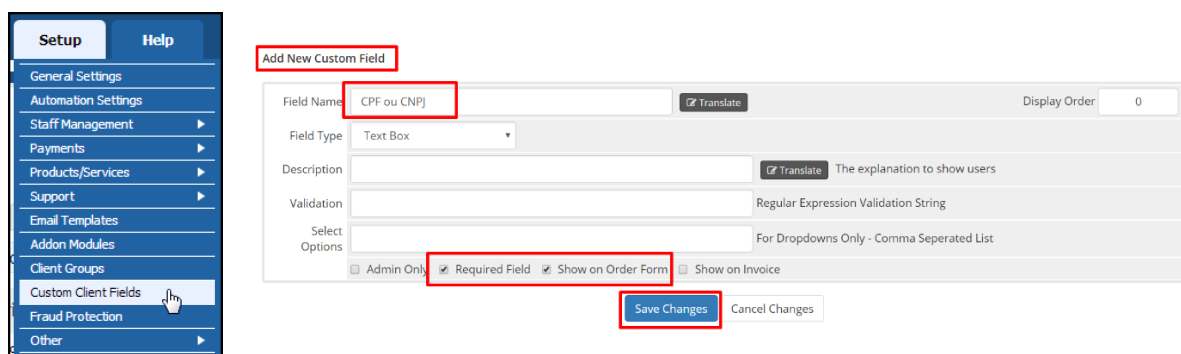 Setup Help
General Settings
Automation Settings
Staff Management
Payments
Products/Services
Support
Email Templates
Addon Modules
Client Groups
Custom Client Fields
Fraud Protection
Other
Add New Custom Field
Field Name CPF ou CNPJ Translate Display Order 0
Field Type Text Box
Description Translate The explanation to show users
Validation Regular Expression Validation String
Select
Options For Dropdowns Only - Comma Seperated List
Admin Only Required Field Show on Order Form Show on Invoice
Save Changes Cancel Changes